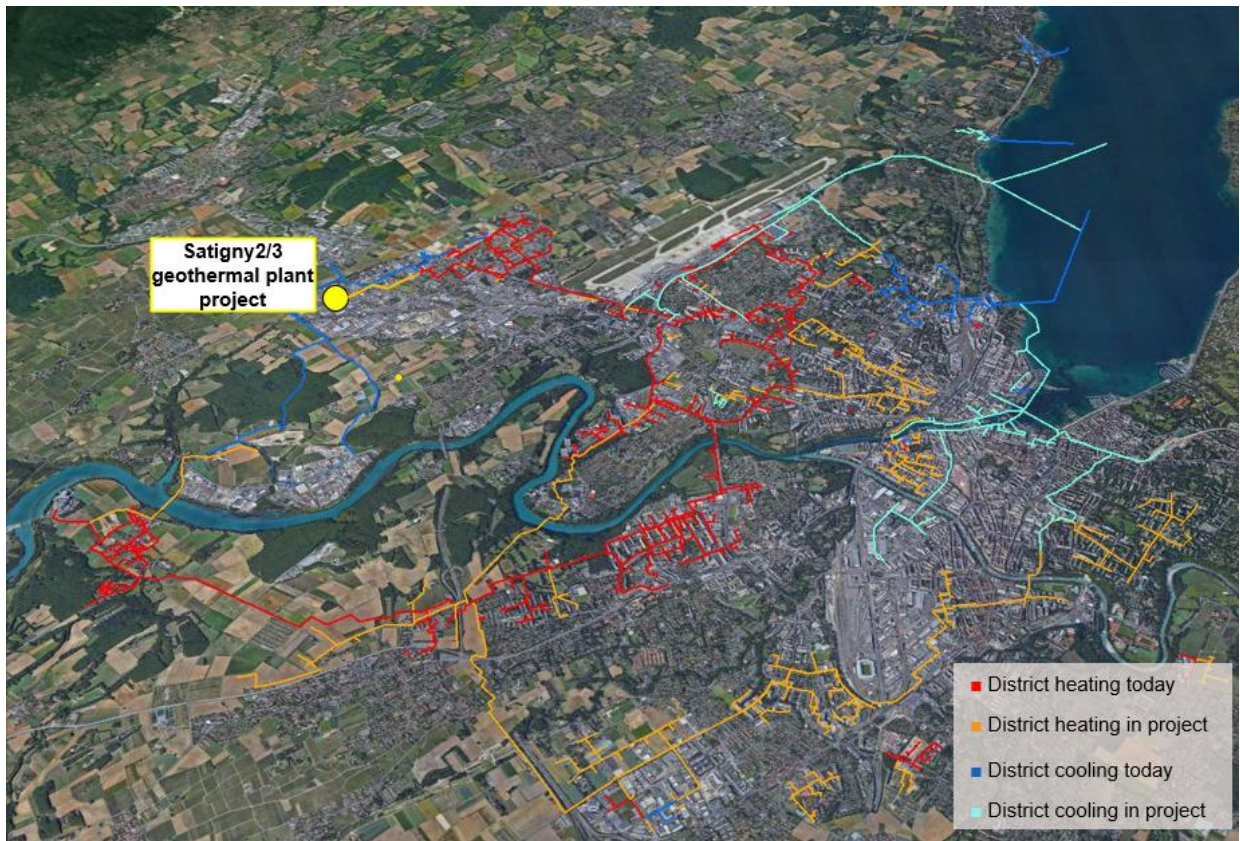 Satigny2/3
geothermal plant
project
District heating today
District heating in project
District cooling today
District cooling in project